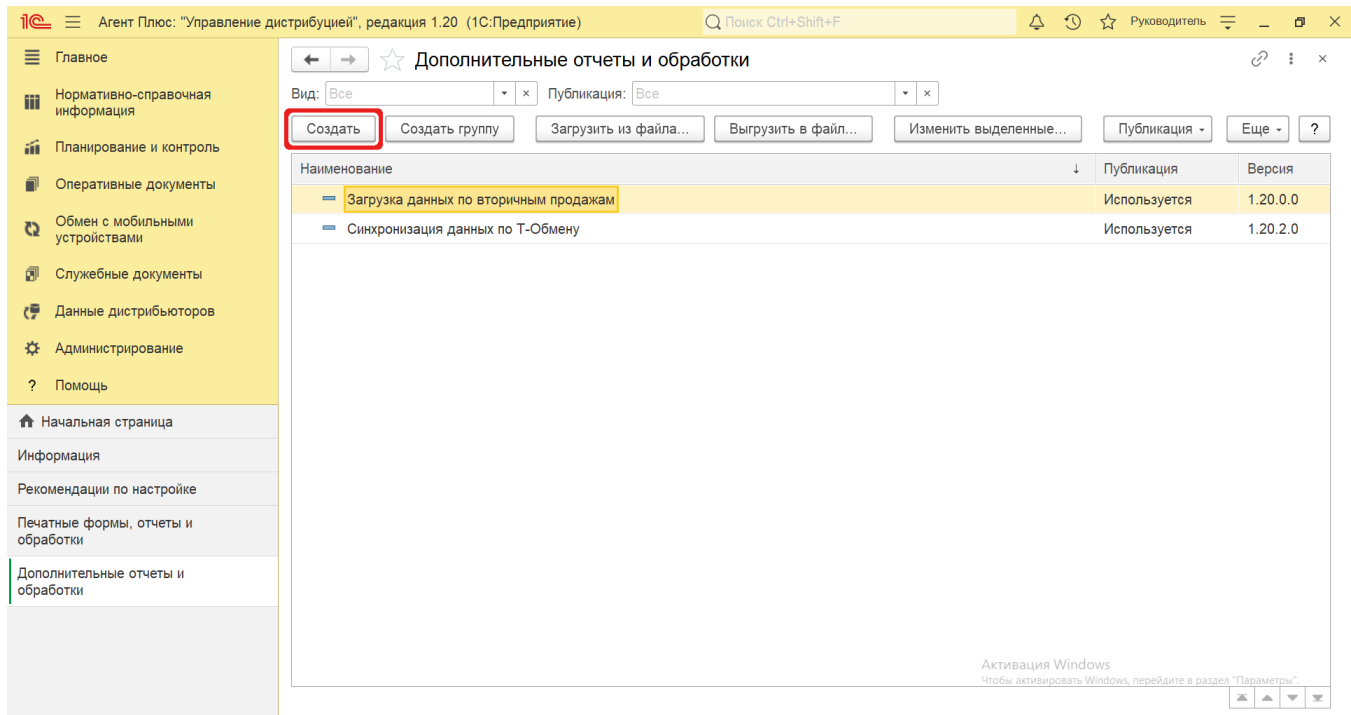 1С Агент Плюс: "Управление дистрибуцией", редакция 1.20 (1С:Предприятие) Поиск Ctrl+Shift+F Руководитель
Главное
Нормативно-справочная
информация
Планирование и контроль
Оперативные документы
Обмен с мобильными
устройствами
Служебные документы
Данные дистрибьюторов
Администрирование
? Помощь
Начальная страница
Информация
Рекомендации по настройке
Печатные формы, отчеты и
обработки
Дополнительные отчеты и
обработки
Дополнительные отчеты и обработки
Вид: Все Публикация: Все
Создать Создать группу Загрузить из файла... Выгрузить в файл... Изменить выделенные... Публикация Еще ?
Наименование ↓ Публикация Версия
Загрузка данных по вторичным продажам Используется 1.20.0.0
Синхронизация данных по Т-Обмену Используется 1.20.2.0
Активация Windows
Чтобы активировать Windows, перейдите в раздел "Параметры".